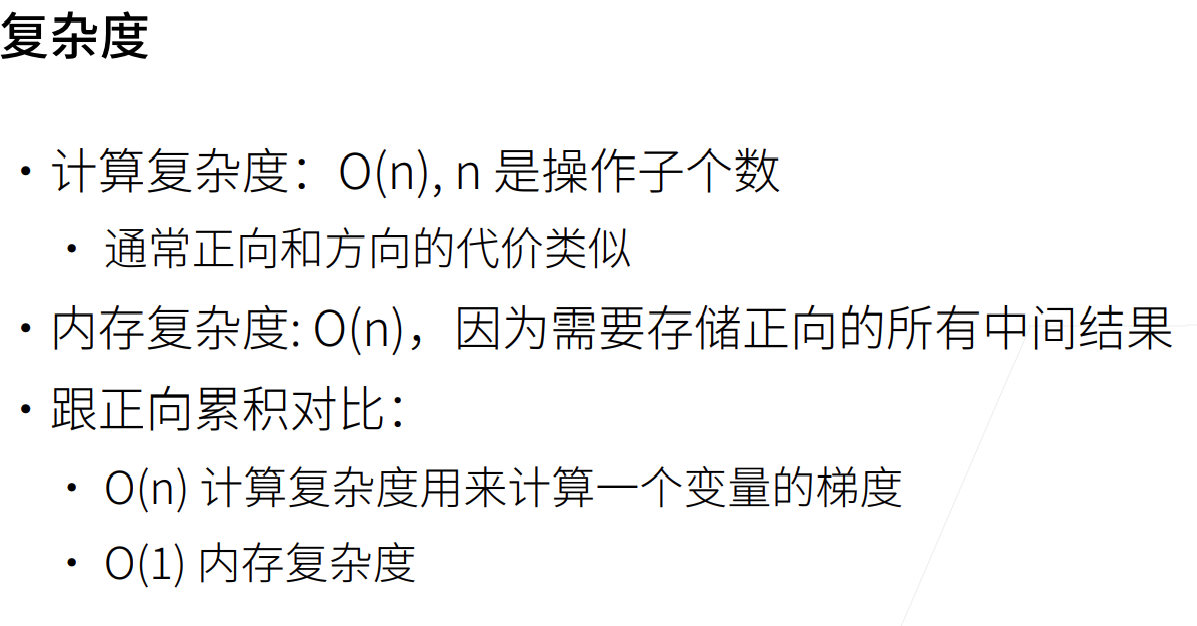 复杂度
• 计算复杂度：O(n), n 是操作子个数
• 通常正向和方向的代价类似
• 内存复杂度: O(n)，因为需要存储正向的所有中间结果
• 跟正向累积对比：
• O(n) 计算复杂度用来计算一个变量的梯度
• O(1) 内存复杂度